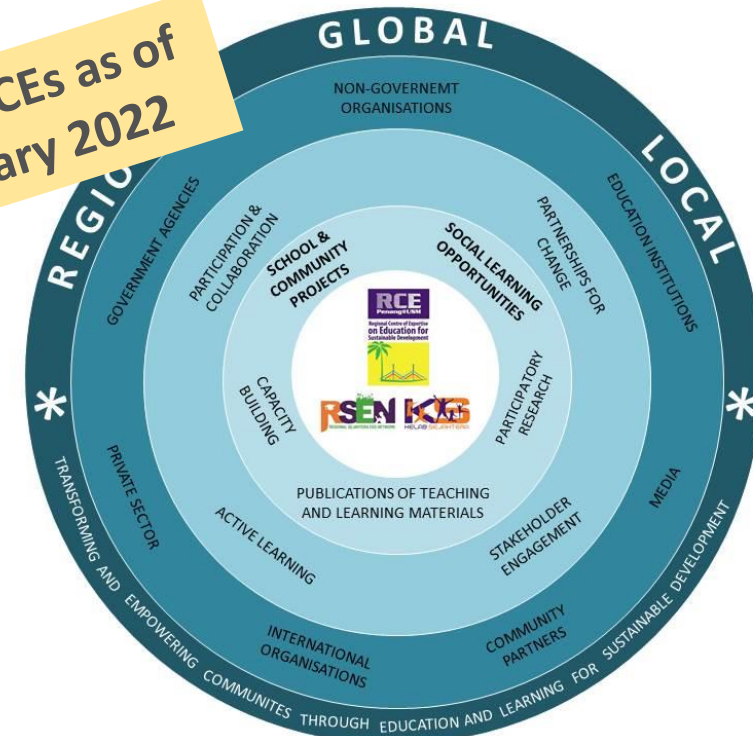 CEs as of
ary 2022
GLOBAL
REGIO
LOCAL
NON-GOVERNEMT
ORGANISATIONS
GOVERNMENT AGENCIES
EDUCATION INSTITUTIONS
PARTICIPATION &
COLLABORATION
PARTNERSHIPS FOR
CHANGE
SCHOOL &
COMMUNITY
PROJECTS
SOCIAL LEARNING
OPPORTUNITIES
RCE
Penang@USM
Regional Centre of Expertise
on Education for
Sustainable Development
RSEN
KELAB SEJAHTERA
CAPACITY
BUILDING
PARTICIPATORY
RESEARCH
PUBLICATIONS OF TEACHING
AND LEARNING MATERIALS
PRIVATE SECTOR
MEDIA
ACTIVE LEARNING
STAKEHOLDER
ENGAGEMENT
INTERNATIONAL
ORGANISATIONS
COMMUNITY
PARTNERS
* *
TRANSFORMING AND EMPOWERING COMMUNITES THROUGH EDUCATION AND LEARNING FOR SUSTAINABLE DEVELOPMENT